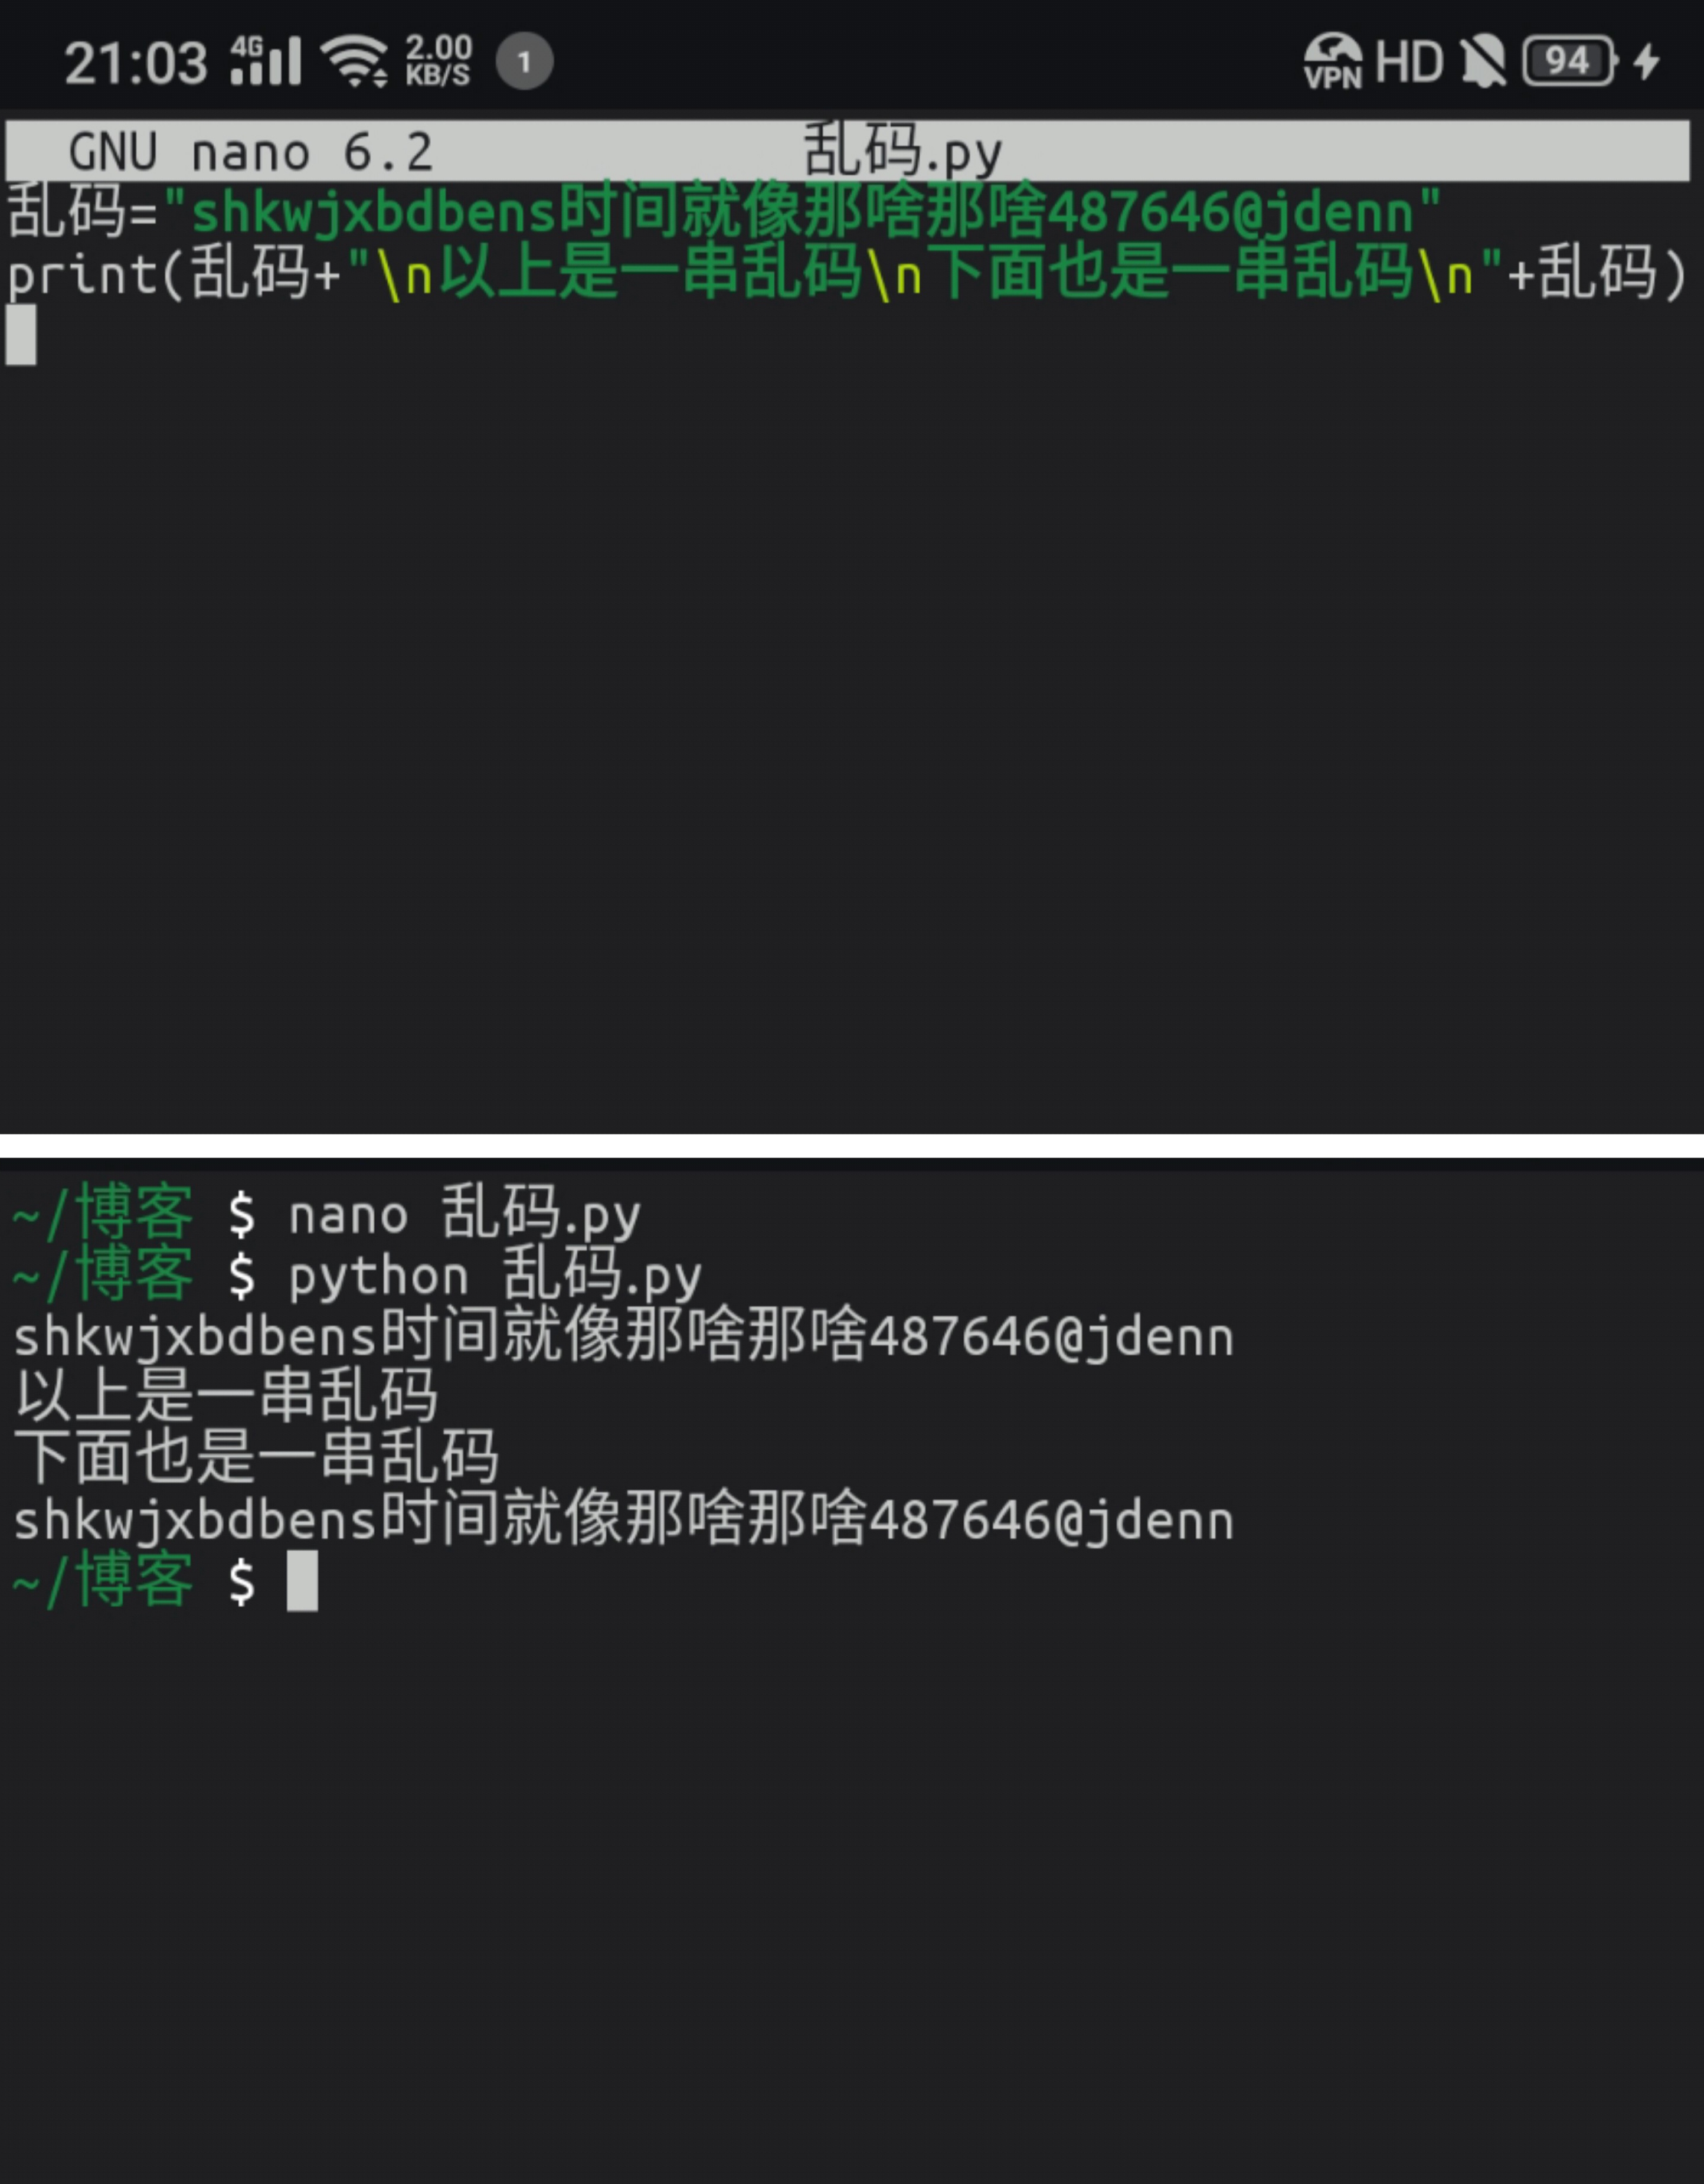 21:03 4G 2.00 KB/S 1 VPN HD 94
GNU nano 6.2 乱码.py
乱码="shkwjxbdbens时间就像那啥那啥487646@jdenn"
print(乱码+"\n以上是一串乱码\n下面也是一串乱码\n"+乱码)
~/博客 $ nano 乱码.py
~/博客 $ python 乱码.py
shkwjxbdbens时间就像那啥那啥487646@jdenn
以上是一串乱码
下面也是一串乱码
shkwjxbdbens时间就像那啥那啥487646@jdenn
~/博客 $